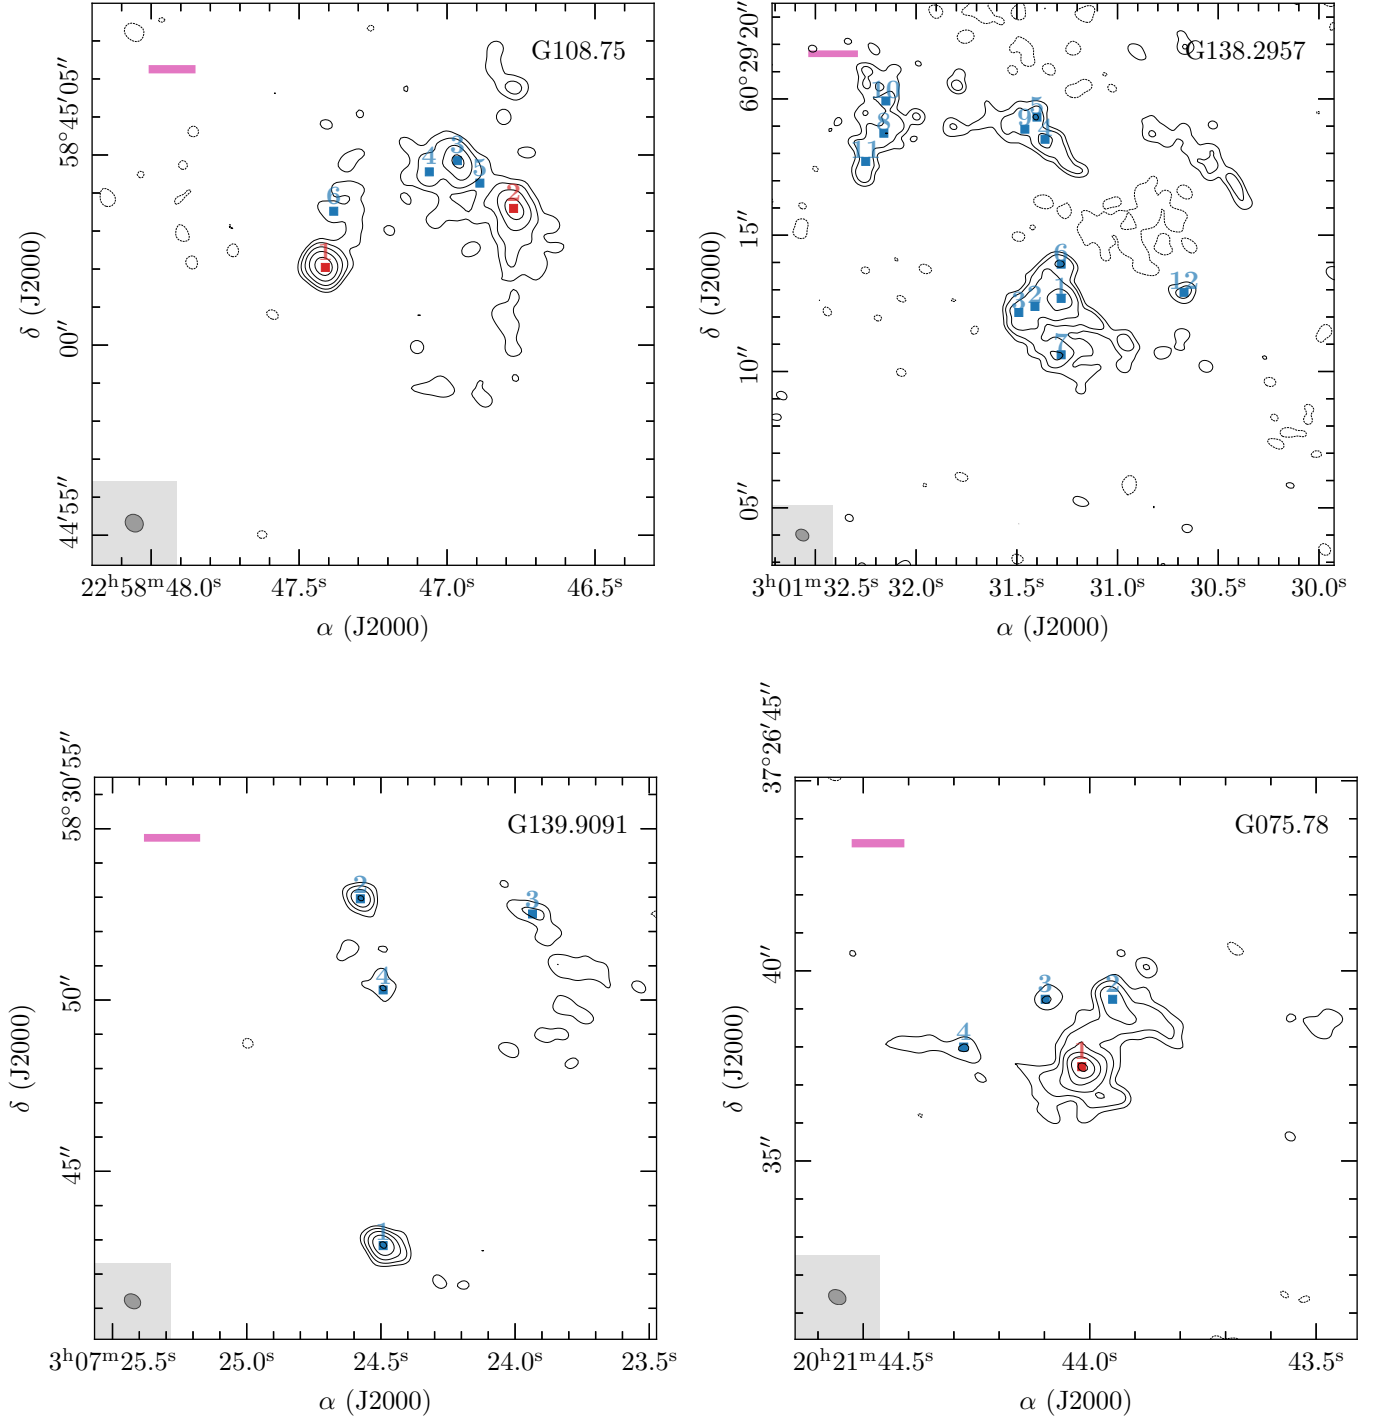 G108.75
58°45′05″
00″
44′55″
δ (J2000)
1
2
3
4
5
6
22ʰ58ᵐ48.0ˢ
47.5ˢ
47.0ˢ
46.5ˢ
α (J2000)
G138.2957
60°29′20″
15″
10″
05″
δ (J2000)
10
8
11
5
9
4
6
1
2
3
7
12
3ʰ01ᵐ32.5ˢ
32.0ˢ
31.5ˢ
31.0ˢ
30.5ˢ
30.0ˢ
α (J2000)
G139.9091
58°30′55″
50″
45″
δ (J2000)
2
3
4
1
3ʰ07ᵐ25.5ˢ
25.0ˢ
24.5ˢ
24.0ˢ
23.5ˢ
α (J2000)
G075.78
37°26′45″
40″
35″
δ (J2000)
3
2
4
1
20ʰ21ᵐ44.5ˢ
44.0ˢ
43.5ˢ
α (J2000)